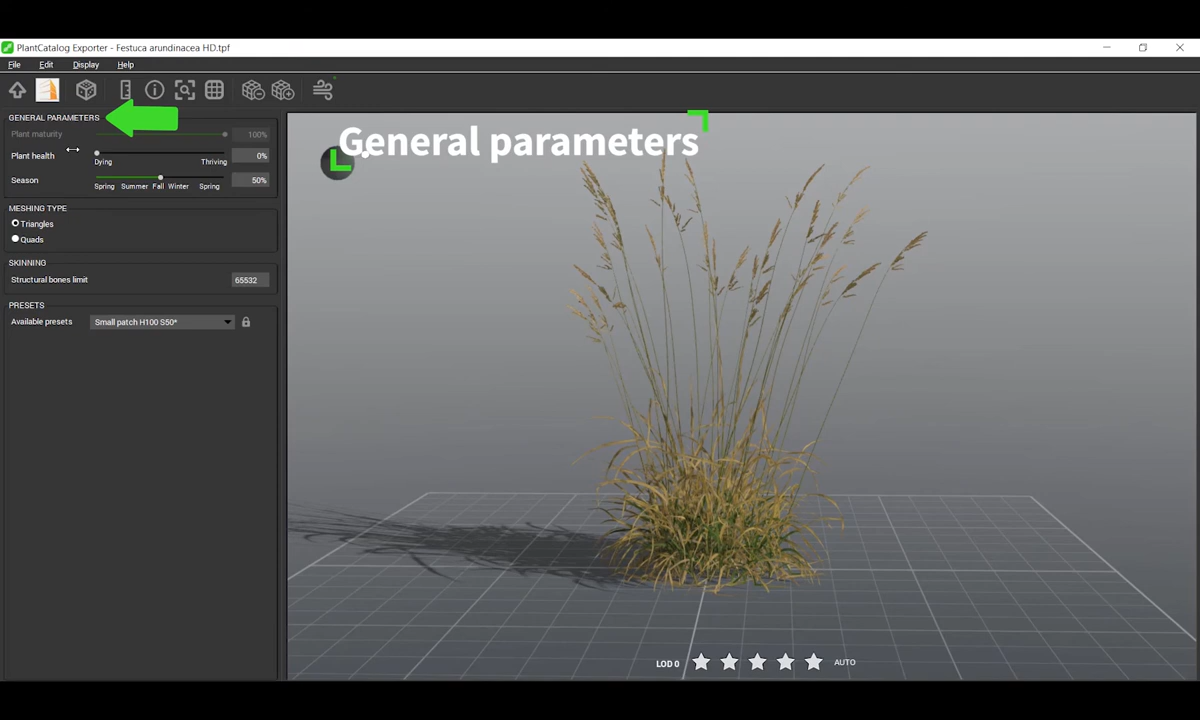 PlantCatalog Exporter - Festuca arundinacea HD.tpf
File Edit Display Help
GENERAL PARAMETERS
Plant maturity 100%
General parameters
Plant health 0%
Dying Thriving
Season 50%
Spring Summer Fall Winter Spring
MESHING TYPE
Triangles
Quads
SKINNING
Structural bones limit 65532
PRESETS
Available presets Small patch H100 S50*
LOD 0 AUTO